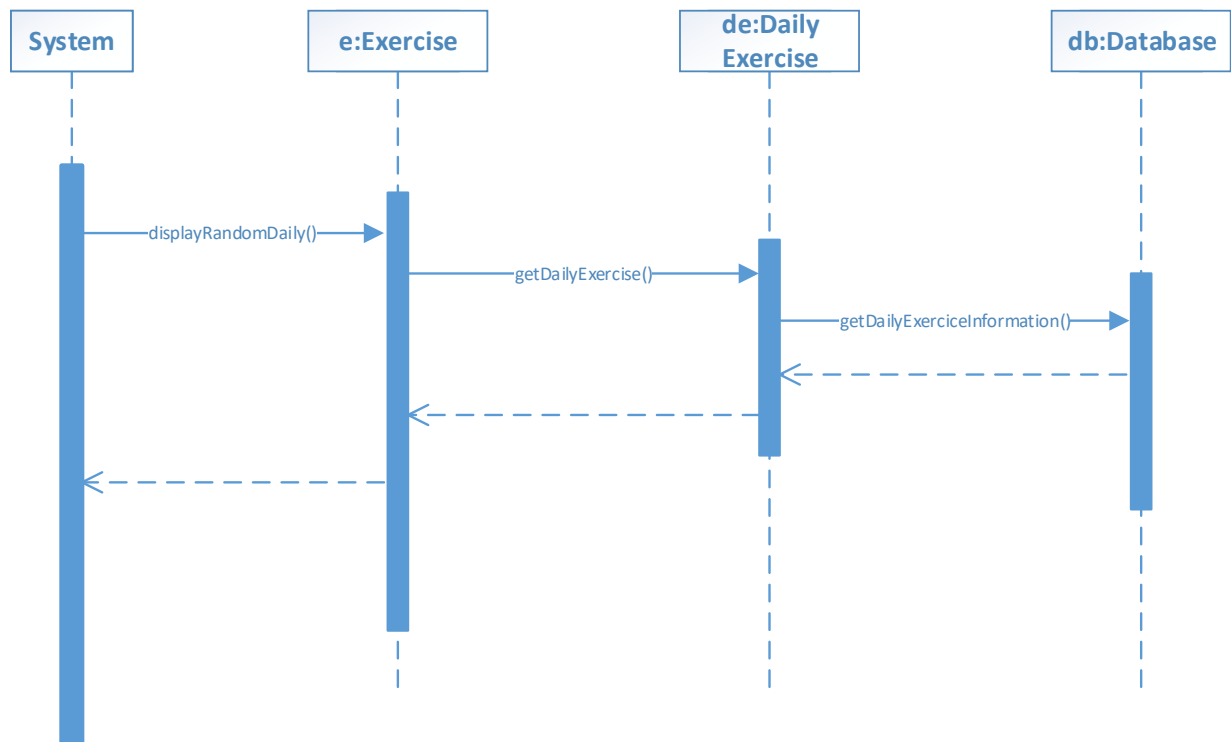 System
e:Exercise
de:Daily
Exercise
db:Database
displayRandomDaily()
getDailyExercise()
getDailyExerciceInformation()